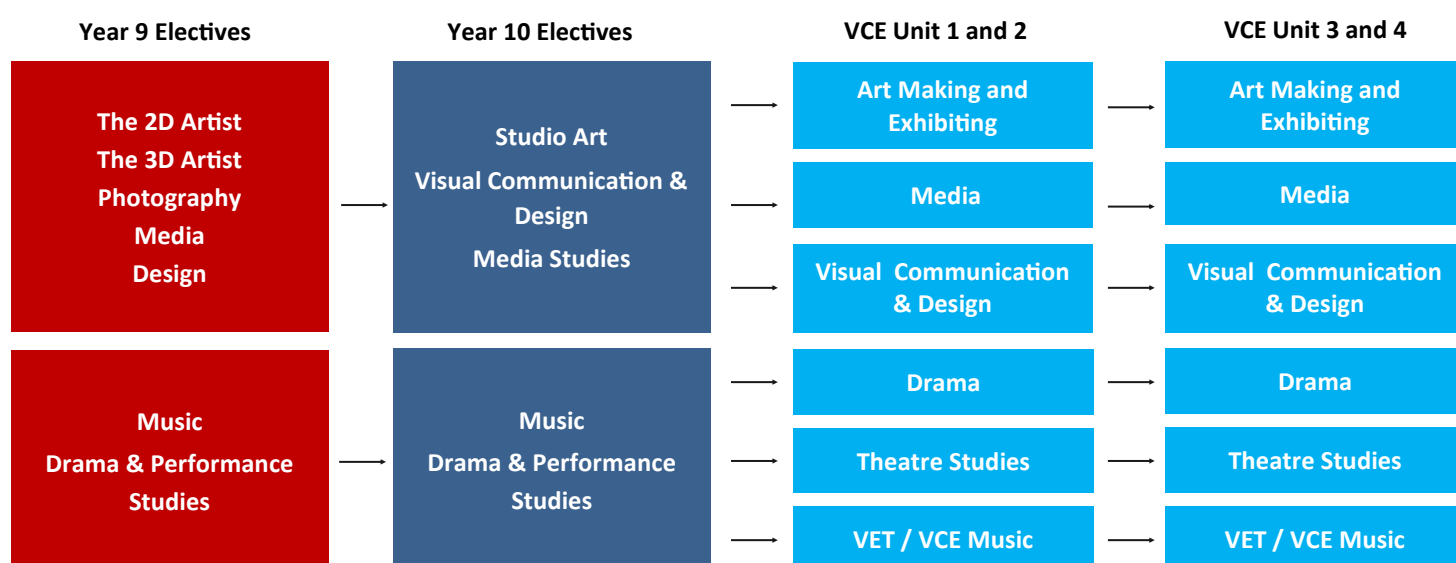 Year 9 Electives
Year 10 Electives
VCE Unit 1 and 2
VCE Unit 3 and 4
The 2D Artist
The 3D Artist
Photography
Media
Design
Studio Art
Visual Communication &
Design
Media Studies
Art Making and
Exhibiting
Art Making and
Exhibiting
Media
Media
Visual  Communication
& Design
Visual  Communication
& Design
Music
Drama & Performance
Studies
Music
Drama & Performance
Studies
Drama
Drama
Theatre Studies
Theatre Studies
VET / VCE Music
VET / VCE Music